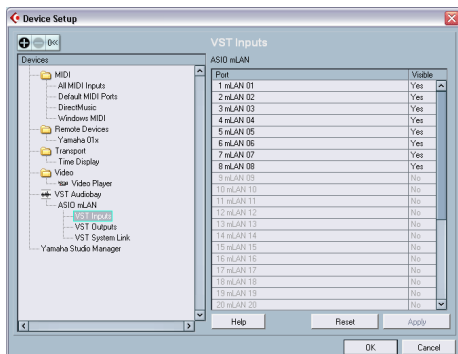 Device Setup
VST Inputs
Devices
MIDI
All MIDI Inputs
Default MIDI Ports
DirectMusic
Windows MIDI
Remote Devices
Yamaha 01x
Transport
Time Display
Video
Video Player
VST Audiobay
ASIO mLAN
VST Inputs
VST Outputs
VST System Link
Yamaha Studio Manager
ASIO mLAN
Port Visible
1 mLAN 01 Yes
2 mLAN 02 Yes
3 mLAN 03 Yes
4 mLAN 04 Yes
5 mLAN 05 Yes
6 mLAN 06 Yes
7 mLAN 07 Yes
8 mLAN 08 Yes
9 mLAN 09 No
10 mLAN 10 No
11 mLAN 11 No
12 mLAN 12 No
13 mLAN 13 No
14 mLAN 14 No
15 mLAN 15 No
16 mLAN 16 No
17 mLAN 17 No
18 mLAN 18 No
19 mLAN 19 No
20 mLAN 20 No
Help Reset Apply
OK Cancel